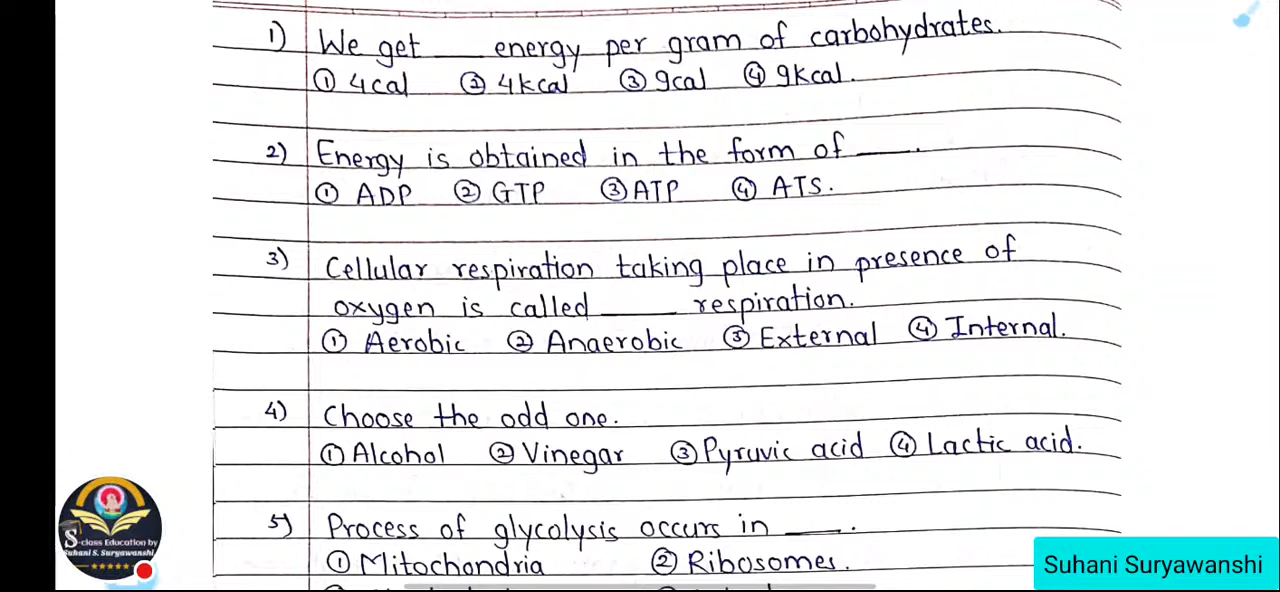 1) We get ___ energy per gram of carbohydrates.
① 4cal ② 4kcal ③ 9cal ④ 9kcal.
2) Energy is obtained in the form of ___.
① ADP ② GTP ③ ATP ④ ATS.
3) Cellular respiration taking place in presence of
oxygen is called ___ respiration.
① Aerobic ② Anaerobic ③ External ④ Internal.
4) Choose the odd one.
① Alcohol ② Vinegar ③ Pyruvic acid ④ Lactic acid.
5) Process of glycolysis occurs in ___.
① Mitochondria ② Ribosomes.
S-class Education by
Suhani S. Suryawanshi
Suhani Suryawanshi